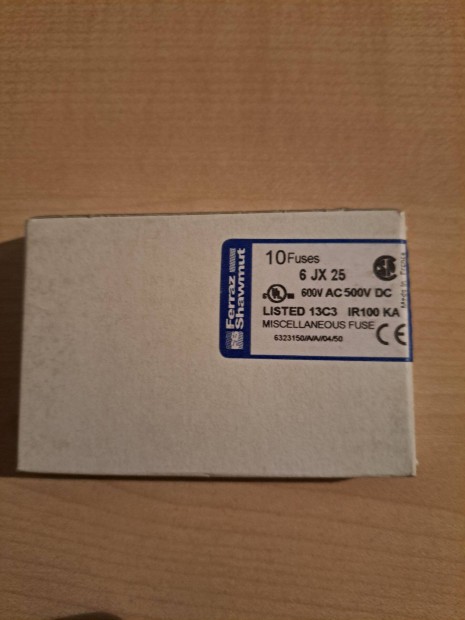 Ferraz
Shawmut
10 Fuses
6 JX 25
600V AC 500V DC
LISTED 13C3 IR100 KA
MISCELLANEOUS FUSE
6323150/A/A//04/50
Made in France